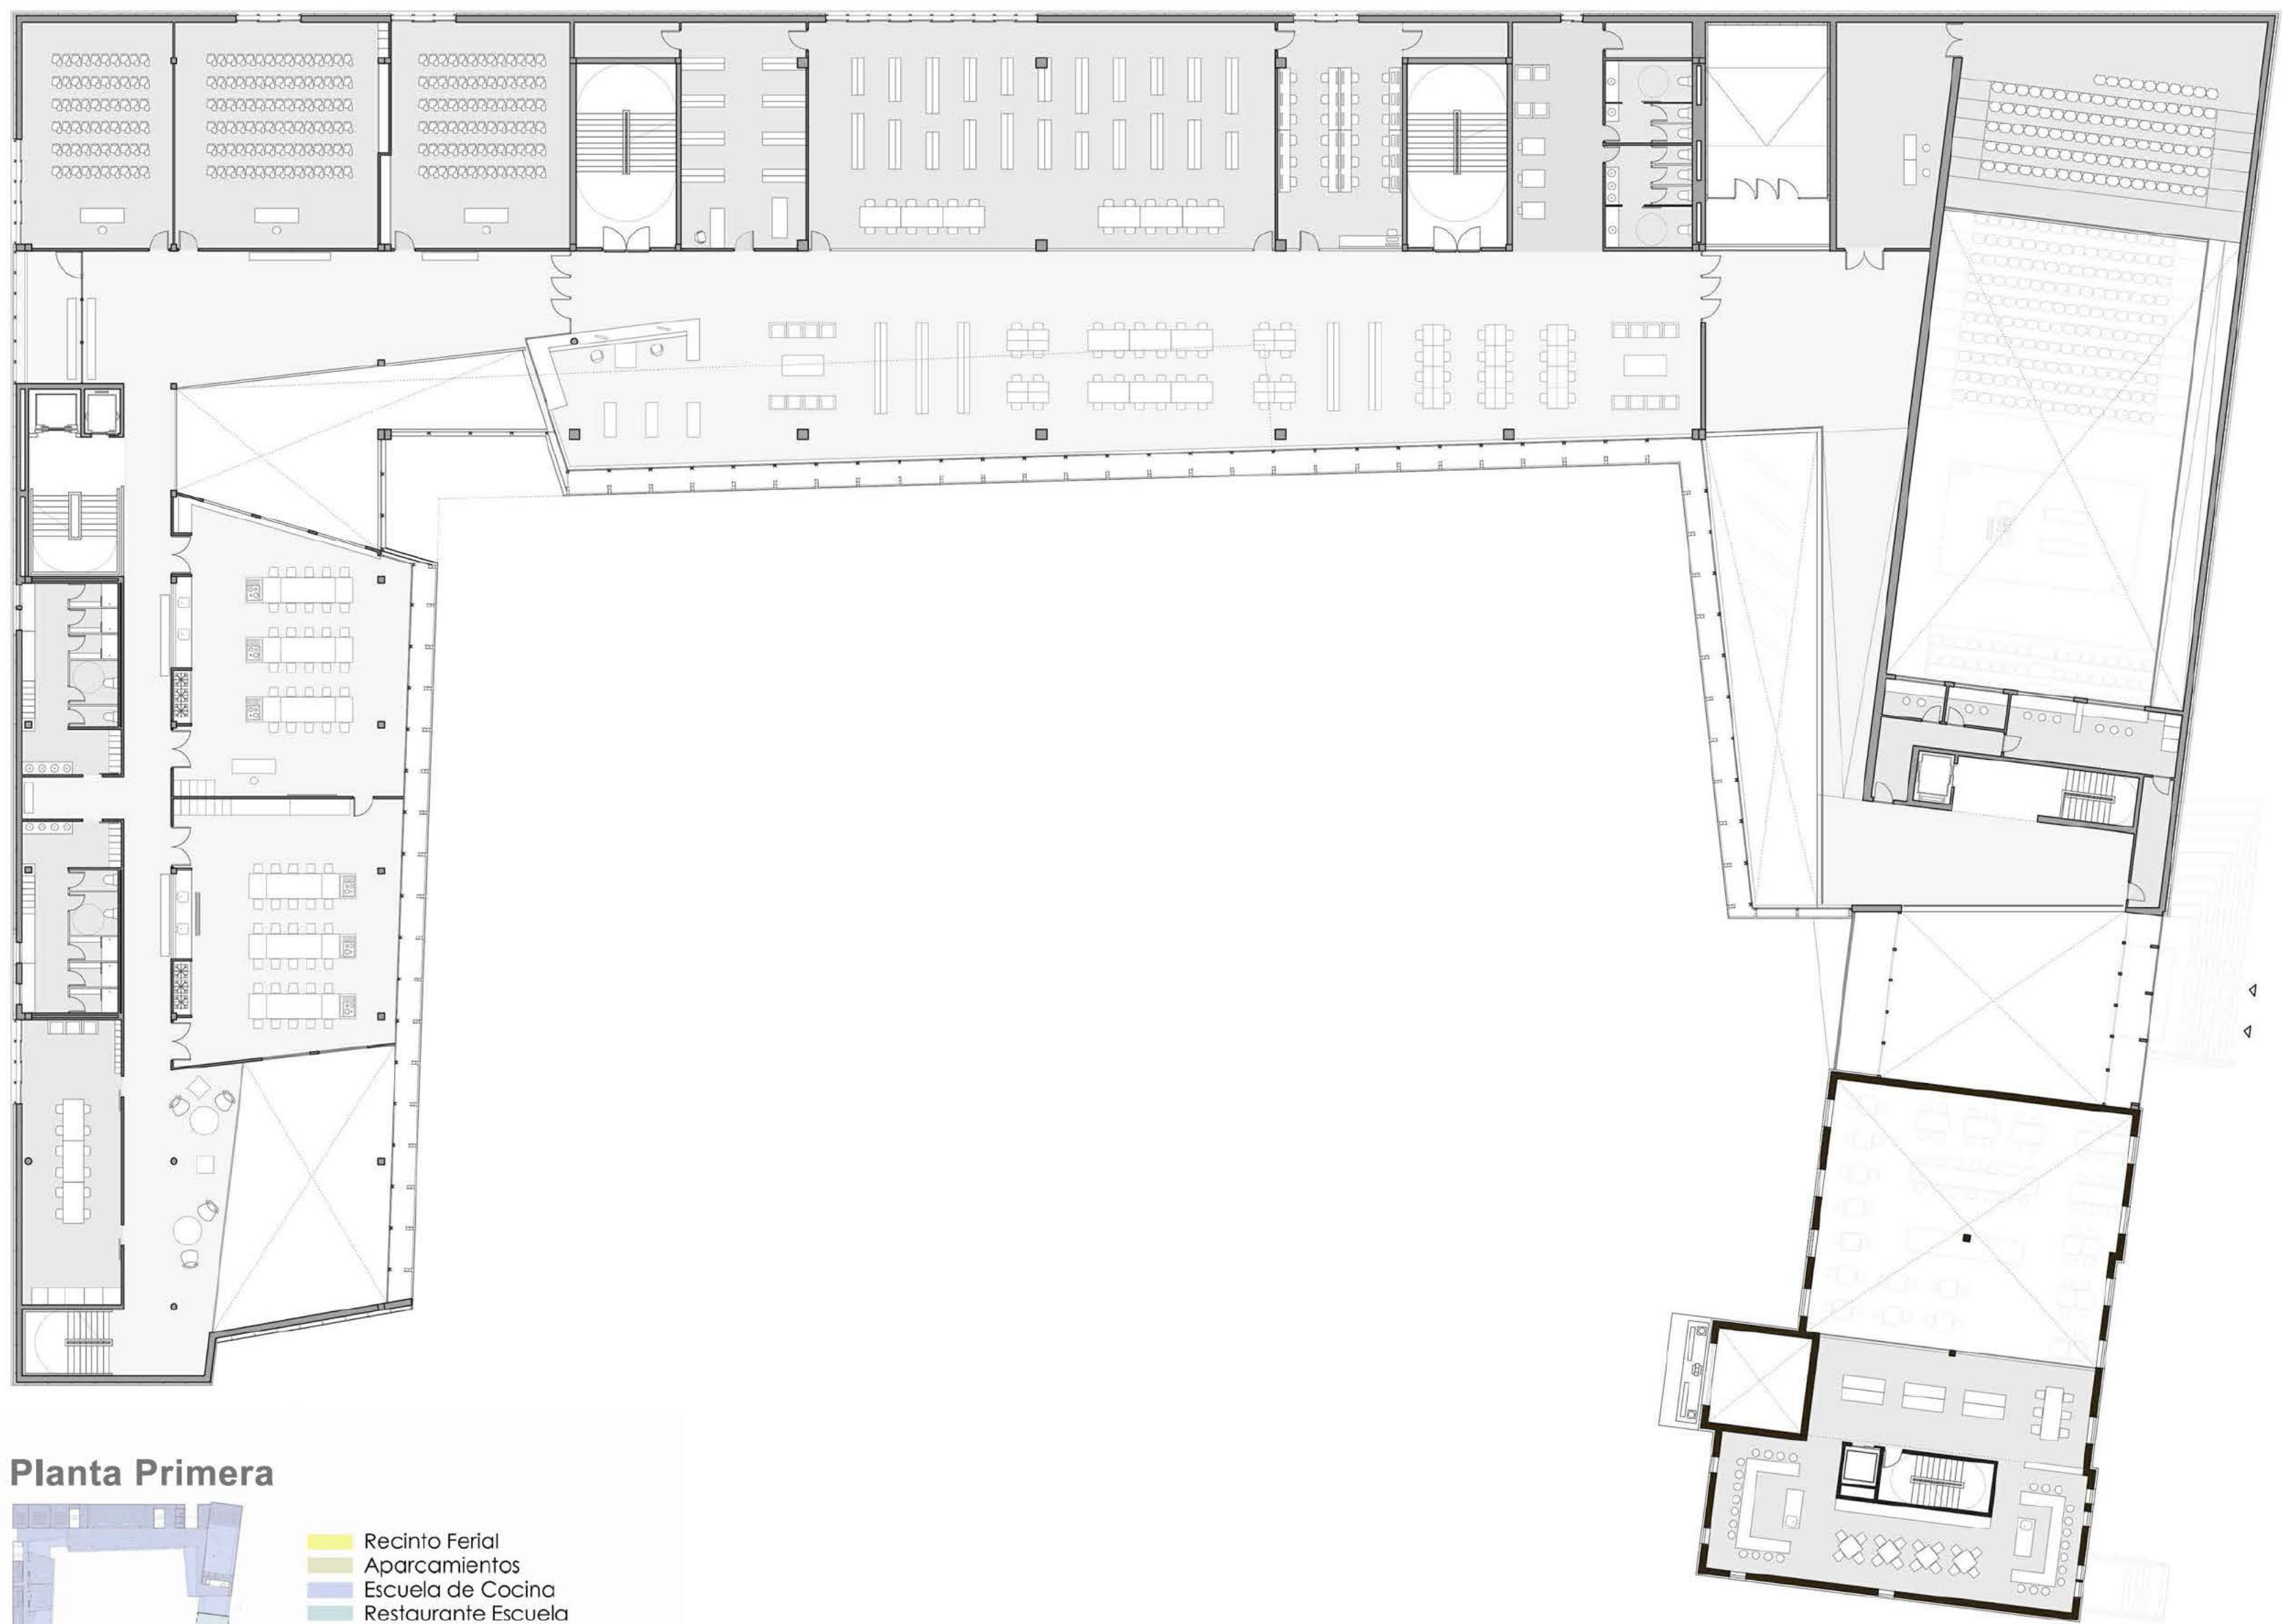 Planta Primera
Recinto Ferial
Aparcamientos
Escuela de Cocina
Restaurante Escuela